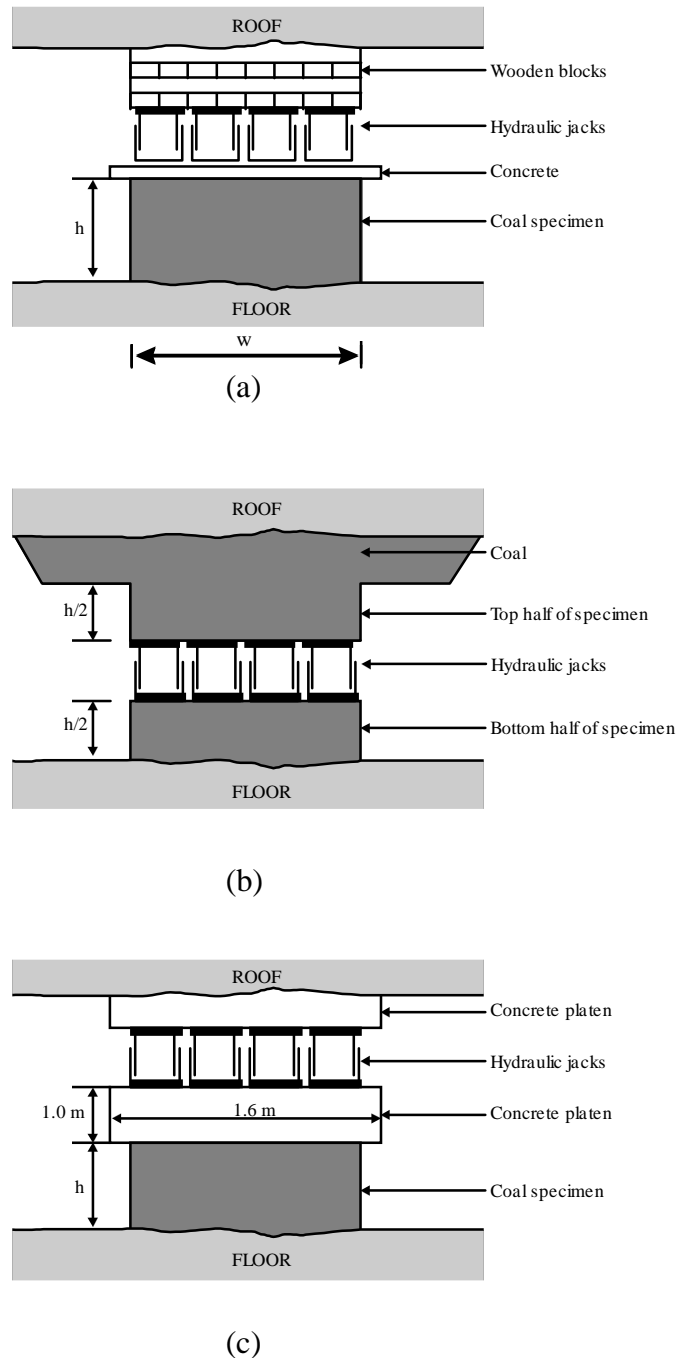 ROOF
Wooden blocks
Hydraulic jacks
Concrete
h
Coal specimen
FLOOR
w
(a)
ROOF
Coal
h/2
Top half of specimen
Hydraulic jacks
h/2
Bottom half of specimen
FLOOR
(b)
ROOF
Concrete platen
Hydraulic jacks
1.0 m
1.6 m
Concrete platen
h
Coal specimen
FLOOR
(c)